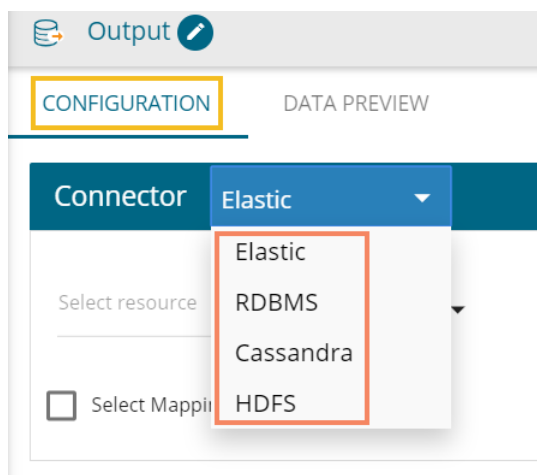 Output
CONFIGURATION DATA PREVIEW
Connector Elastic
Elastic
Select resource RDBMS
Cassandra
Select Mappi HDFS